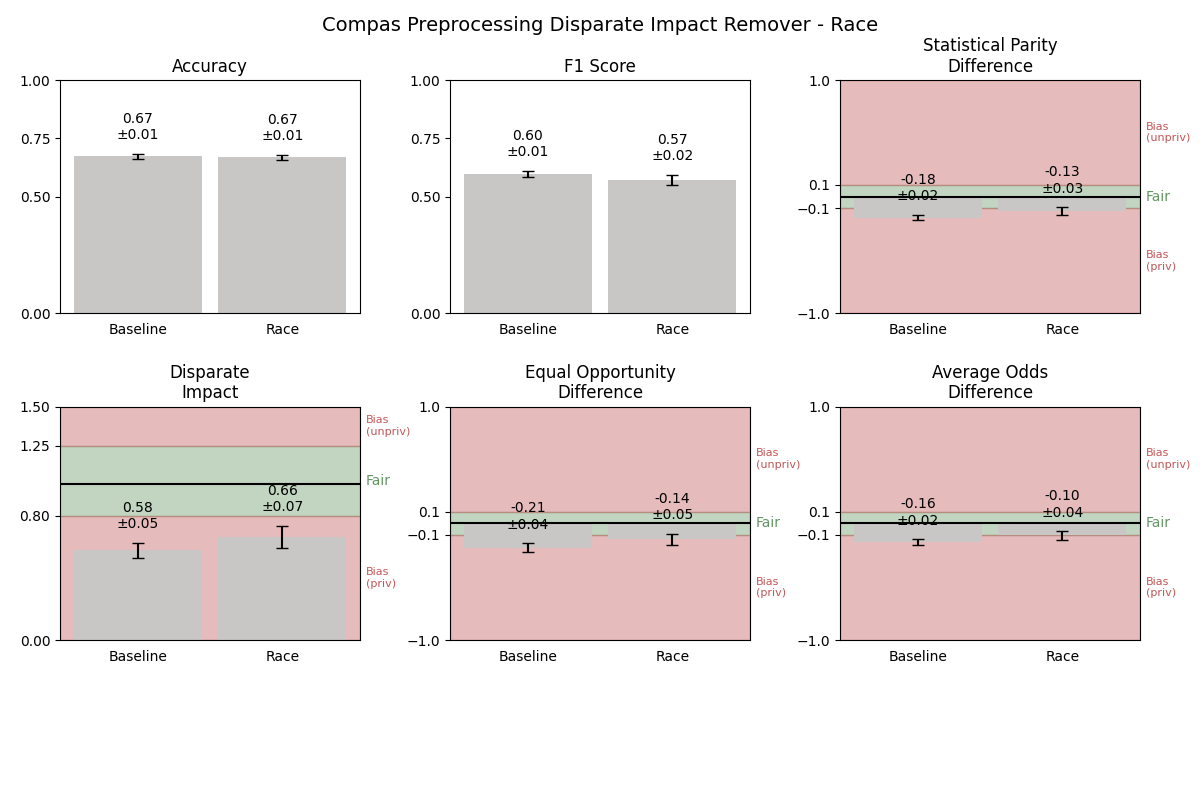 Compas Preprocessing Disparate Impact Remover - Race
Accuracy
1.00
0.75
0.50
0.00
0.67
±0.01
0.67
±0.01
Baseline
Race
F1 Score
1.00
0.75
0.50
0.00
0.60
±0.01
0.57
±0.02
Baseline
Race
Statistical Parity
Difference
1.0
0.1
−0.1
−1.0
-0.18
±0.02
-0.13
±0.03
Bias
(unpriv)
Fair
Bias
(priv)
Baseline
Race
Disparate
Impact
1.50
1.25
0.80
0.00
0.58
±0.05
0.66
±0.07
Bias
(unpriv)
Fair
Bias
(priv)
Baseline
Race
Equal Opportunity
Difference
1.0
0.1
−0.1
−1.0
-0.21
±0.04
-0.14
±0.05
Bias
(unpriv)
Fair
Bias
(priv)
Baseline
Race
Average Odds
Difference
1.0
0.1
−0.1
−1.0
-0.16
±0.02
-0.10
±0.04
Bias
(unpriv)
Fair
Bias
(priv)
Baseline
Race